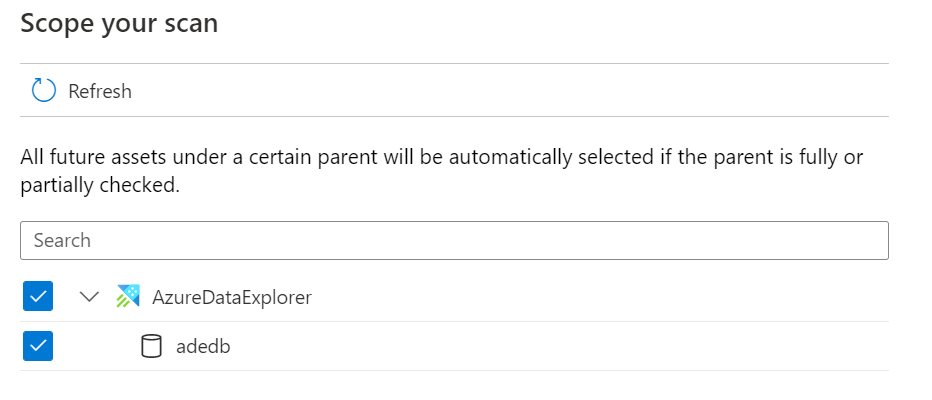 Scope your scan
Refresh
All future assets under a certain parent will be automatically selected if the parent is fully or
partially checked.
Search
AzureDataExplorer
adedb